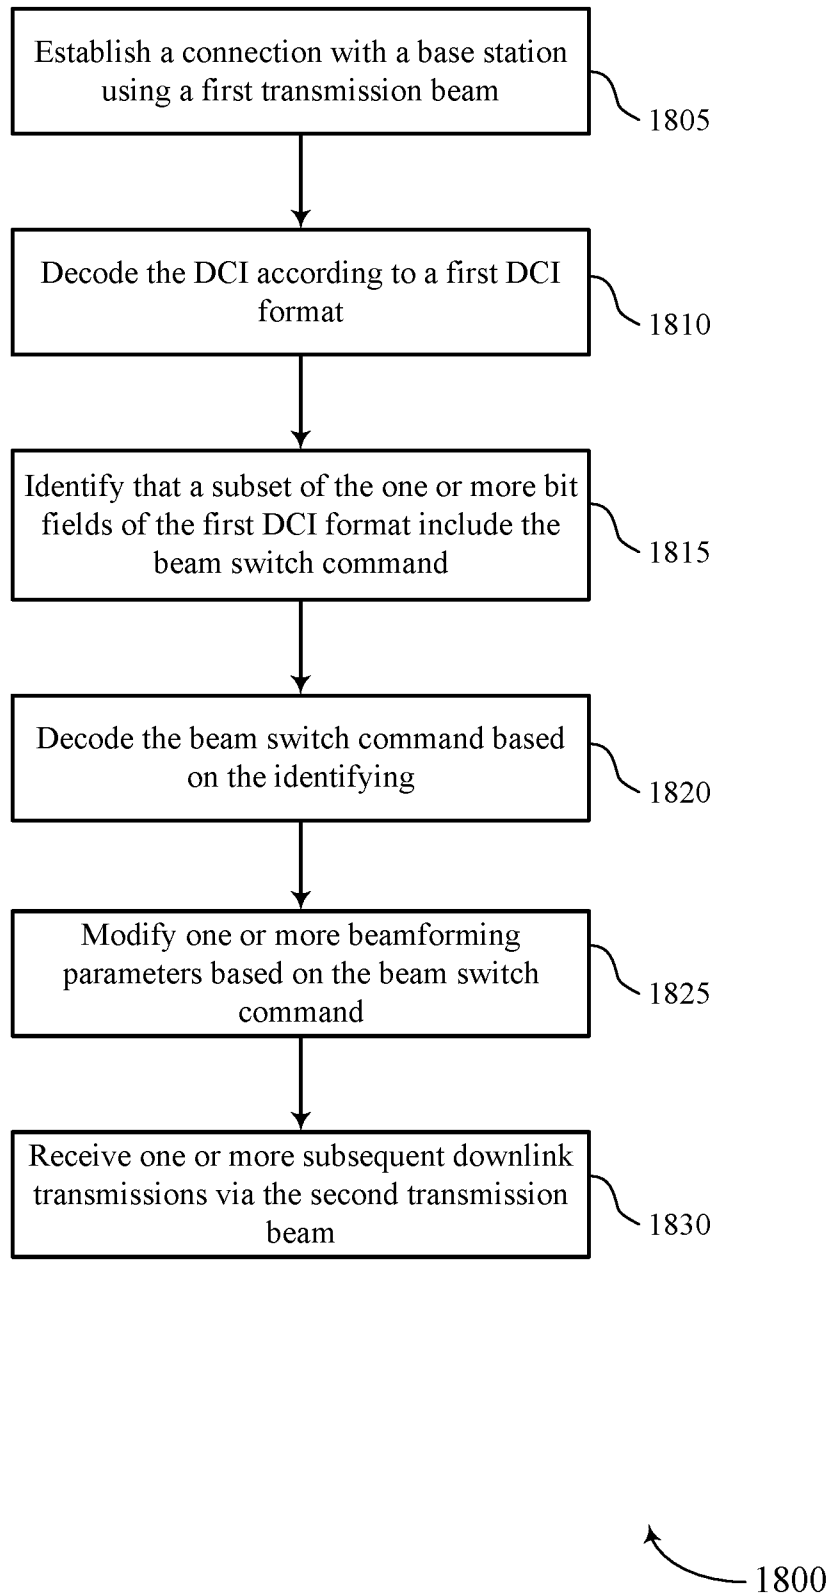 Establish a connection with a base station
using a first transmission beam
1805
Decode the DCI according to a first DCI
format
1810
Identify that a subset of the one or more bit
fields of the first DCI format include the
beam switch command
1815
Decode the beam switch command based
on the identifying
1820
Modify one or more beamforming
parameters based on the beam switch
command
1825
Receive one or more subsequent downlink
transmissions via the second transmission
beam
1830
1800